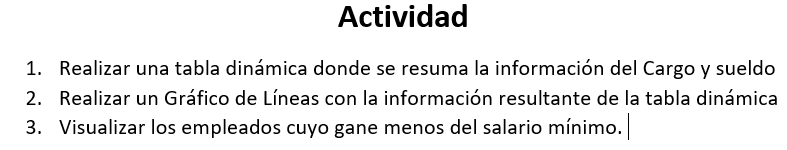 Actividad
1. Realizar una tabla dinámica donde se resuma la información del Cargo y sueldo
2. Realizar un Gráfico de Líneas con la información resultante de la tabla dinámica
3. Visualizar los empleados cuyo gane menos del salario mínimo.